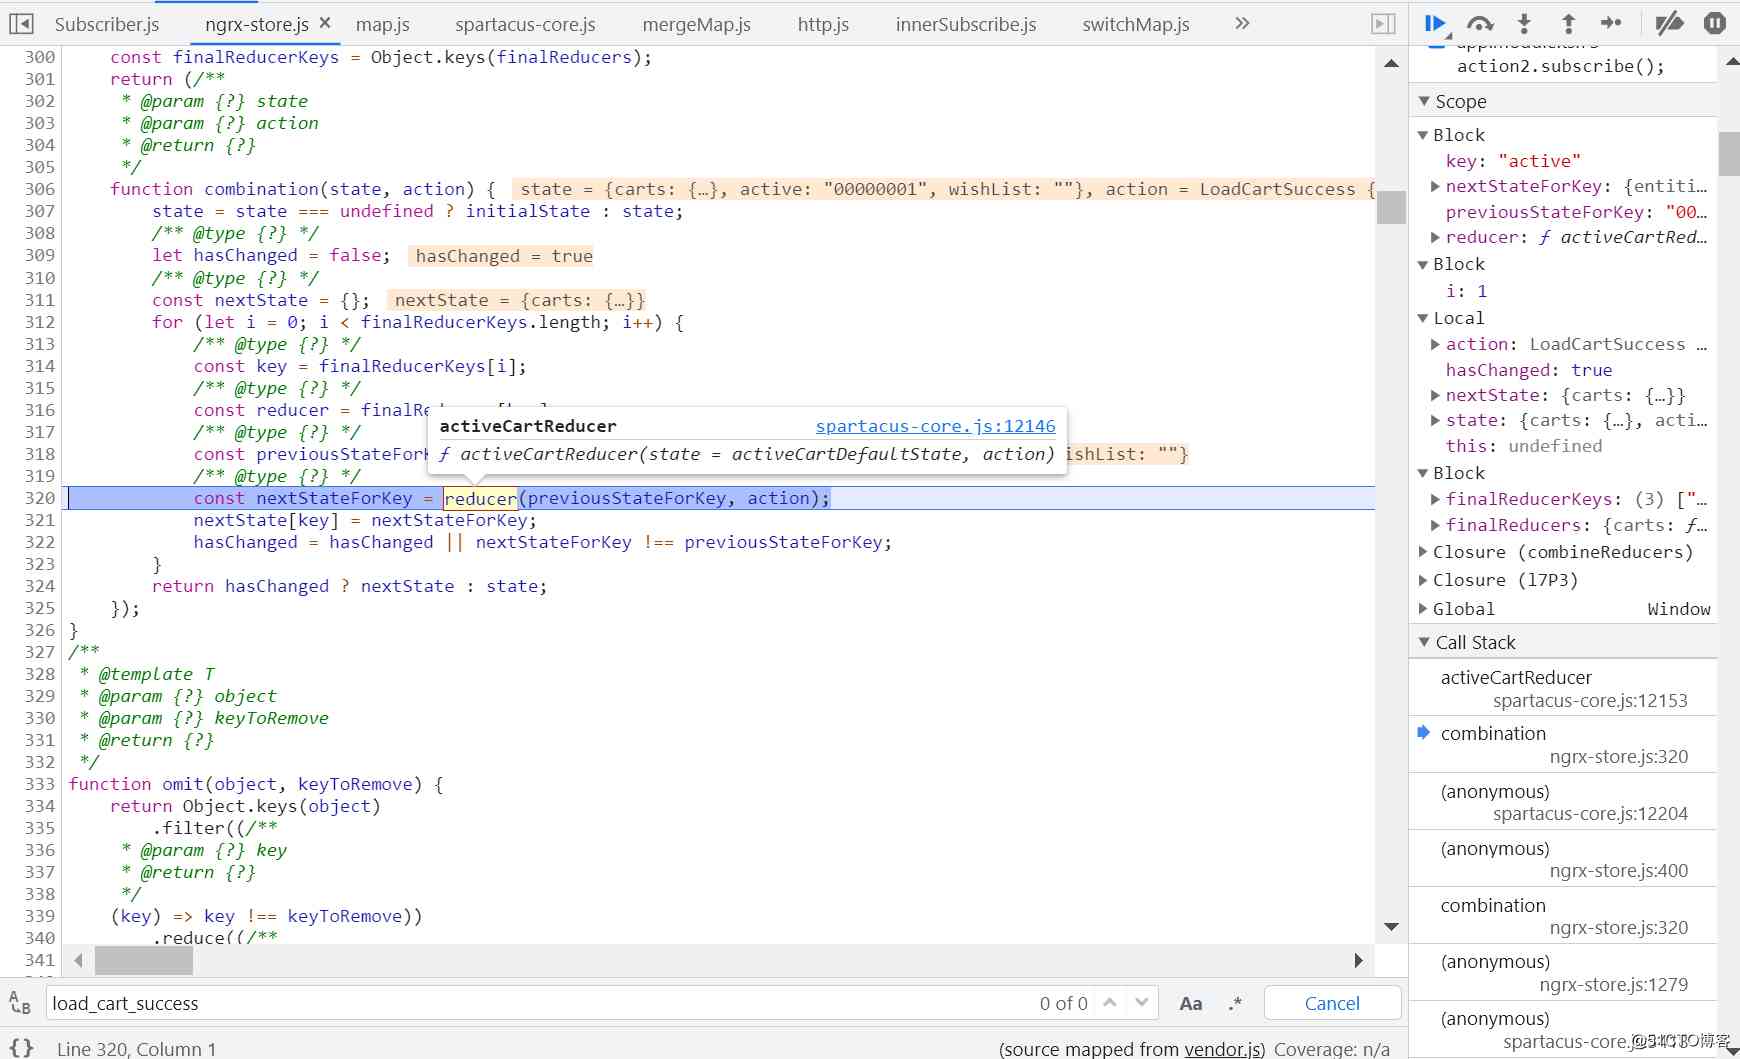 Subscriber.js ngrx-store.js × map.js spartacus-core.js mergeMap.js http.js innerSubscribe.js switchMap.js »
300 const finalReducerKeys = Object.keys(finalReducers);
301 return (/**
302 * @param {?} state
303 * @param {?} action
304 * @return {?}
305 */
306 function combination(state, action) { state = {carts: {…}, active: "00000001", wishList: ""}, action = LoadCartSuccess {
307 state = state === undefined ? initialState : state;
308 /** @type {?} */
309 let hasChanged = false; hasChanged = true
310 /** @type {?} */
311 const nextState = {}; nextState = {carts: {…}}
312 for (let i = 0; i < finalReducerKeys.length; i++) {
313 /** @type {?} */
314 const key = finalReducerKeys[i];
315 /** @type {?} */
316 const reducer =
317 /** @type {?} */
318 const wishList: ""}
319 /** @type {?} */
activeCartReducer spartacus-core.js:12146
ƒ activeCartReducer(state = activeCartDefaultState, action)
320 const nextStateForKey = reducer(previousStateForKey, action);
321 nextState[key] = nextStateForKey;
322 hasChanged = hasChanged || nextStateForKey !== previousStateForKey;
323 }
324 return hasChanged ? nextState : state;
325 });
326 }
327 /**
328 * @template T
329 * @param {?} object
330 * @param {?} keyToRemove
331 * @return {?}
332 */
333 function omit(object, keyToRemove) {
334 return Object.keys(object)
335 .filter((/**
336 * @param {?} key
337 * @return {?}
338 */
339 (key) => key !== keyToRemove))
340 .reduce((/**
341
load_cart_success 0 of 0 Aa .* Cancel
{} Line 320, Column 1 (source mapped from vendor.js) Coverage: n/a
action2.subscribe();
Scope
Block
key: "active"
nextStateForKey: {entiti…
previousStateForKey: "00…
reducer: ƒ activeCartRed…
Block
i: 1
Local
action: LoadCartSuccess …
hasChanged: true
nextState: {carts: {…}}
state: {carts: {…}, acti…
this: undefined
Block
finalReducerKeys: (3) ["…
finalReducers: {carts: ƒ…
Closure (combineReducers)
Closure (l7P3)
Global Window
Call Stack
activeCartReducer
spartacus-core.js:12153
combination
ngrx-store.js:320
(anonymous)
spartacus-core.js:12204
(anonymous)
ngrx-store.js:400
combination
ngrx-store.js:320
(anonymous)
ngrx-store.js:1279
(anonymous)
@51CTO博客